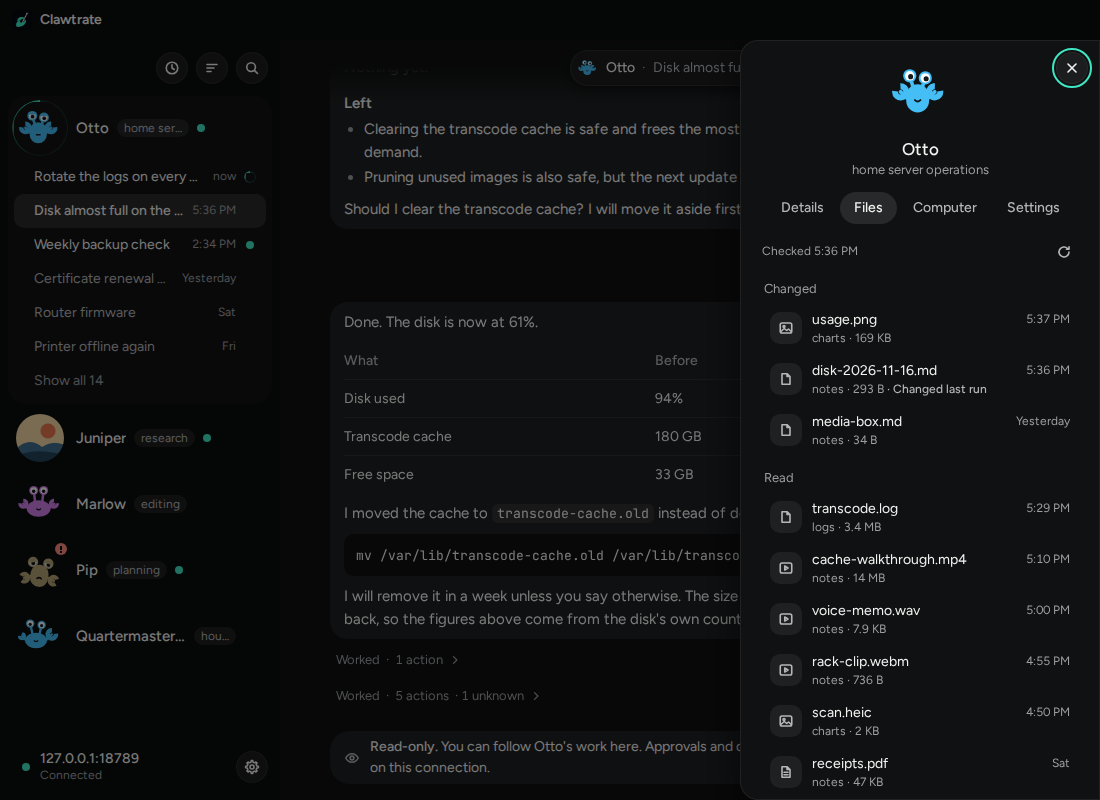 Clawtrate
Otto
home ser...
Rotate the logs on every ...
now
Disk almost full on the ...
5:36 PM
Weekly backup check
2:34 PM
Certificate renewal ...
Yesterday
Router firmware
Sat
Printer offline again
Fri
Show all 14
Juniper
research
Marlow
editing
Pip
planning
Quartermaster...
hou...
127.0.0.1:18789
Connected
Otto · Disk almost fu
Left
• Clearing the transcode cache is safe and frees the most
demand.
• Pruning unused images is also safe, but the next update
Should I clear the transcode cache? I will move it aside first
Done. The disk is now at 61%.
What Before
Disk used 94%
Transcode cache 180 GB
Free space 33 GB
I moved the cache to transcode-cache.old instead of d
mv /var/lib/transcode-cache.old /var/lib/transco
I will remove it in a week unless you say otherwise. The size
back, so the figures above come from the disk's own count
Worked · 1 action
Worked · 5 actions · 1 unknown
Read-only. You can follow Otto's work here. Approvals and
on this connection.
Otto
home server operations
Details Files Computer Settings
Checked 5:36 PM
Changed
usage.png 5:37 PM
charts · 169 KB
disk-2026-11-16.md 5:36 PM
notes · 293 B · Changed last run
media-box.md Yesterday
notes · 34 B
Read
transcode.log 5:29 PM
logs · 3.4 MB
cache-walkthrough.mp4 5:10 PM
notes · 14 MB
voice-memo.wav 5:00 PM
notes · 7.9 KB
rack-clip.webm 4:55 PM
notes · 736 B
scan.heic 4:50 PM
charts · 2 KB
receipts.pdf Sat
notes · 47 KB